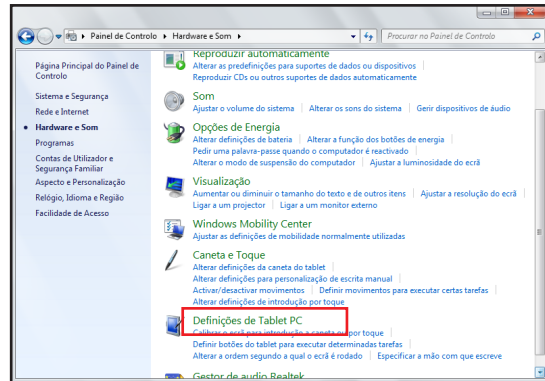 Painel de Controlo ▸ Hardware e Som ▸
Procurar no Painel de Controlo
Página Principal do Painel de
Controlo
Sistema e Segurança
Rede e Internet
Hardware e Som
Programas
Contas de Utilizador e
Segurança Familiar
Aspecto e Personalização
Relógio, Idioma e Região
Facilidade de Acesso
Reproduzir automaticamente
Alterar as predefinições para suportes de dados ou dispositivos
Reproduzir CDs ou outros suportes de dados automaticamente
Som
Ajustar o volume do sistema | Alterar os sons do sistema | Gerir dispositivos de áudio
Opções de Energia
Alterar definições de bateria | Alterar a função dos botões de energia |
Pedir uma palavra-passe quando o computador é reactivado |
Alterar o modo de suspensão do computador | Ajustar a luminosidade do ecrã
Visualização
Aumentar ou diminuir o tamanho do texto e de outros itens | Ajustar a resolução do ecrã |
Ligar a um projector | Ligar a um monitor externo
Windows Mobility Center
Ajustar as definições de mobilidade normalmente utilizadas
Caneta e Toque
Alterar definições da caneta do tablet |
Alterar definições para personalização de escrita manual |
Activar/desactivar movimentos | Definir movimentos para executar certas tarefas |
Alterar definições de introdução por toque
Definições de Tablet PC
Calibrar o ecrã para introdução a caneta ou por toque |
Definir botões do tablet para executar determinadas tarefas |
Alterar a ordem segundo a qual o ecrã é rodado | Especificar a mão com que escreve
Gestor de audio Realtek